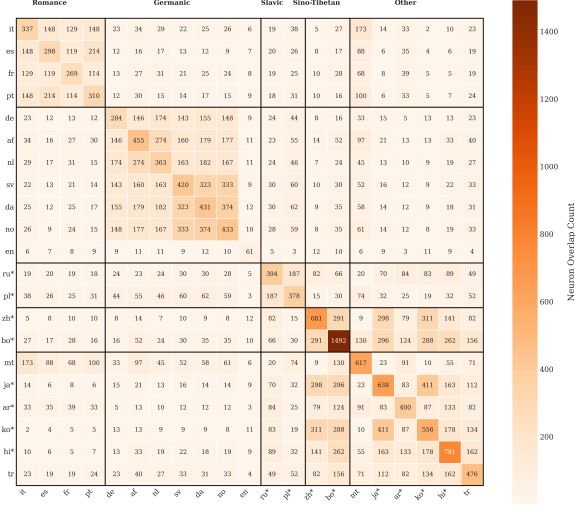 Romance Germanic Slavic Sino-Tibetan Other
it 337 148 129 148 23 34 29 22 25 26 6 19 38 5 27 173 14 33 2 10 23
es 148 298 119 214 12 16 17 13 12 9 7 20 26 8 17 88 6 35 4 6 19
fr 129 119 269 114 13 27 31 21 25 24 8 19 25 10 28 68 8 39 5 5 19
pt 148 214 114 310 12 30 15 14 17 15 9 18 31 10 16 100 6 33 5 7 24
de 23 12 13 12 284 146 174 143 155 148 9 24 44 8 16 33 15 5 13 13 23
af 34 16 27 30 146 455 274 160 179 177 11 23 55 14 52 97 21 13 13 33 40
nl 29 17 31 15 174 274 363 163 182 167 11 24 46 7 24 45 13 10 9 19 27
sv 22 13 21 14 143 160 163 420 323 333 9 30 60 10 30 52 16 12 9 22 33
da 25 12 25 17 155 179 182 323 431 374 12 30 62 9 35 58 14 12 9 18 31
no 26 9 24 15 148 177 167 333 374 433 10 28 59 8 35 61 14 12 8 19 33
en 6 7 8 9 9 11 11 9 12 10 61 5 3 12 10 6 9 3 11 9 4
ru* 19 20 19 18 24 23 24 30 30 28 5 394 187 82 66 20 70 84 83 89 49
pl* 38 26 25 31 44 55 46 60 62 59 3 187 378 15 30 74 32 25 19 32 52
zh* 5 8 10 10 8 14 7 10 9 8 12 82 15 681 291 9 298 79 311 141 82
bo* 27 17 28 16 16 52 24 30 35 35 10 66 30 291 1492 130 296 124 288 262 156
mt 173 88 68 100 33 97 45 52 58 61 6 20 74 9 130 617 23 91 10 55 71
ja* 14 6 8 6 15 21 13 16 14 14 9 70 32 298 296 23 638 83 411 163 112
ar* 33 35 39 33 5 13 10 12 12 12 3 84 25 79 124 91 83 400 87 133 82
ko* 2 4 5 5 13 13 9 9 9 8 11 83 19 311 288 10 411 87 556 178 134
hi* 10 6 5 7 13 33 19 22 18 19 9 89 32 141 262 55 163 133 178 781 162
tr 23 19 19 24 23 40 27 33 31 33 4 49 52 82 156 71 112 82 134 162 476
it es fr pt de af nl sv da no en ru* pl* zh* bo* mt ja* ar* ko* hi* tr
1400
1200
1000
800
600
400
200
Neuron Overlap Count